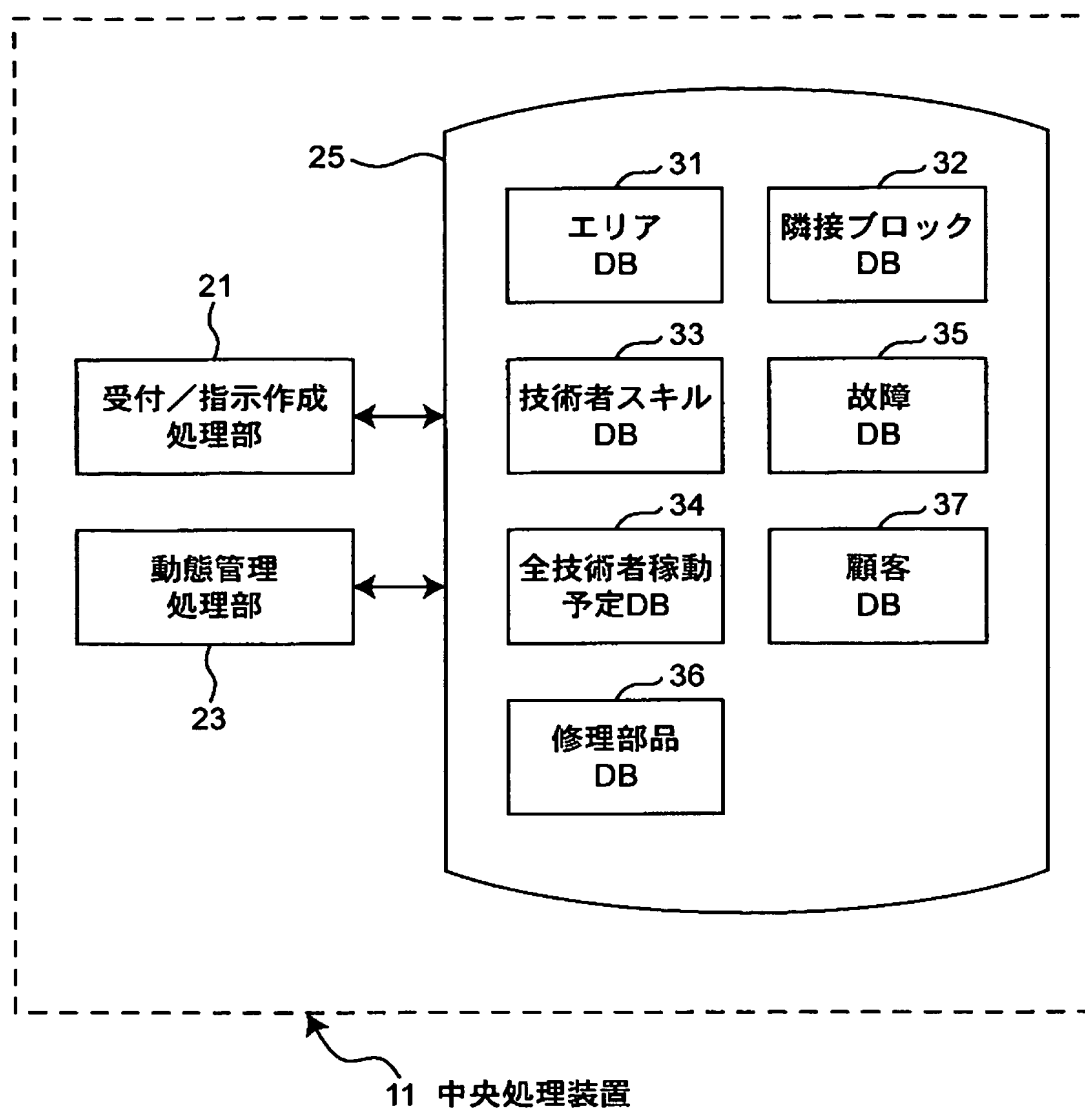 25
31
エリア
DB
32
隣接ブロック
DB
21
受付／指示作成
処理部
33
技術者スキル
DB
35
故障
DB
動態管理
処理部
23
34
全技術者稼動
予定DB
37
顧客
DB
36
修理部品
DB
11 中央処理装置